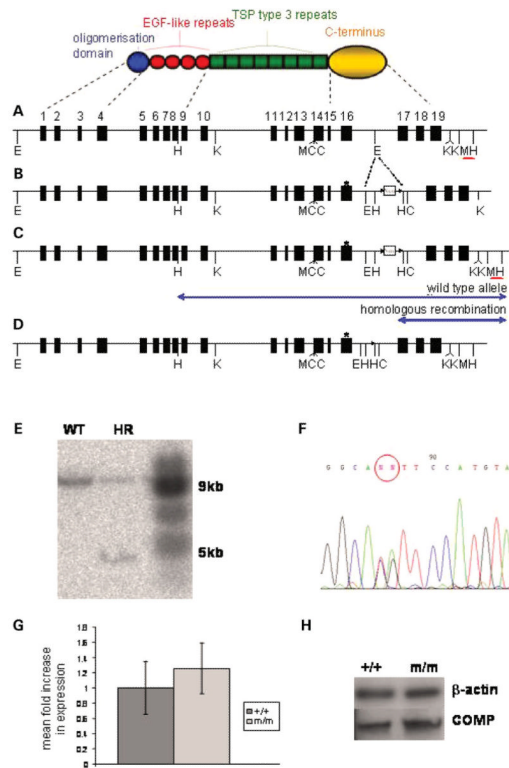 TSP type 3 repeats
EGF-like repeats
C-terminus
oligomerisation
domain
A 1 2 3 4 5 6 7 8 9 10 11 12 13 14 15 16 17 18 19
E H K MCC E KKMH
B *
E H K MCC EH HC K
C *
E H K MCC EH HC KKMH
wild type allele
homologous recombination
D *
E H K MCC EHHC KKMH
E WT HR
9kb
5kb
F
90
G G C A T T C C A T G T A
G
mean fold increase
in expression
1.8
1.6
1.4
1.2
1
0.8
0.6
0.4
0.2
0
+/+
m/m
H
+/+ m/m
β-actin
COMP